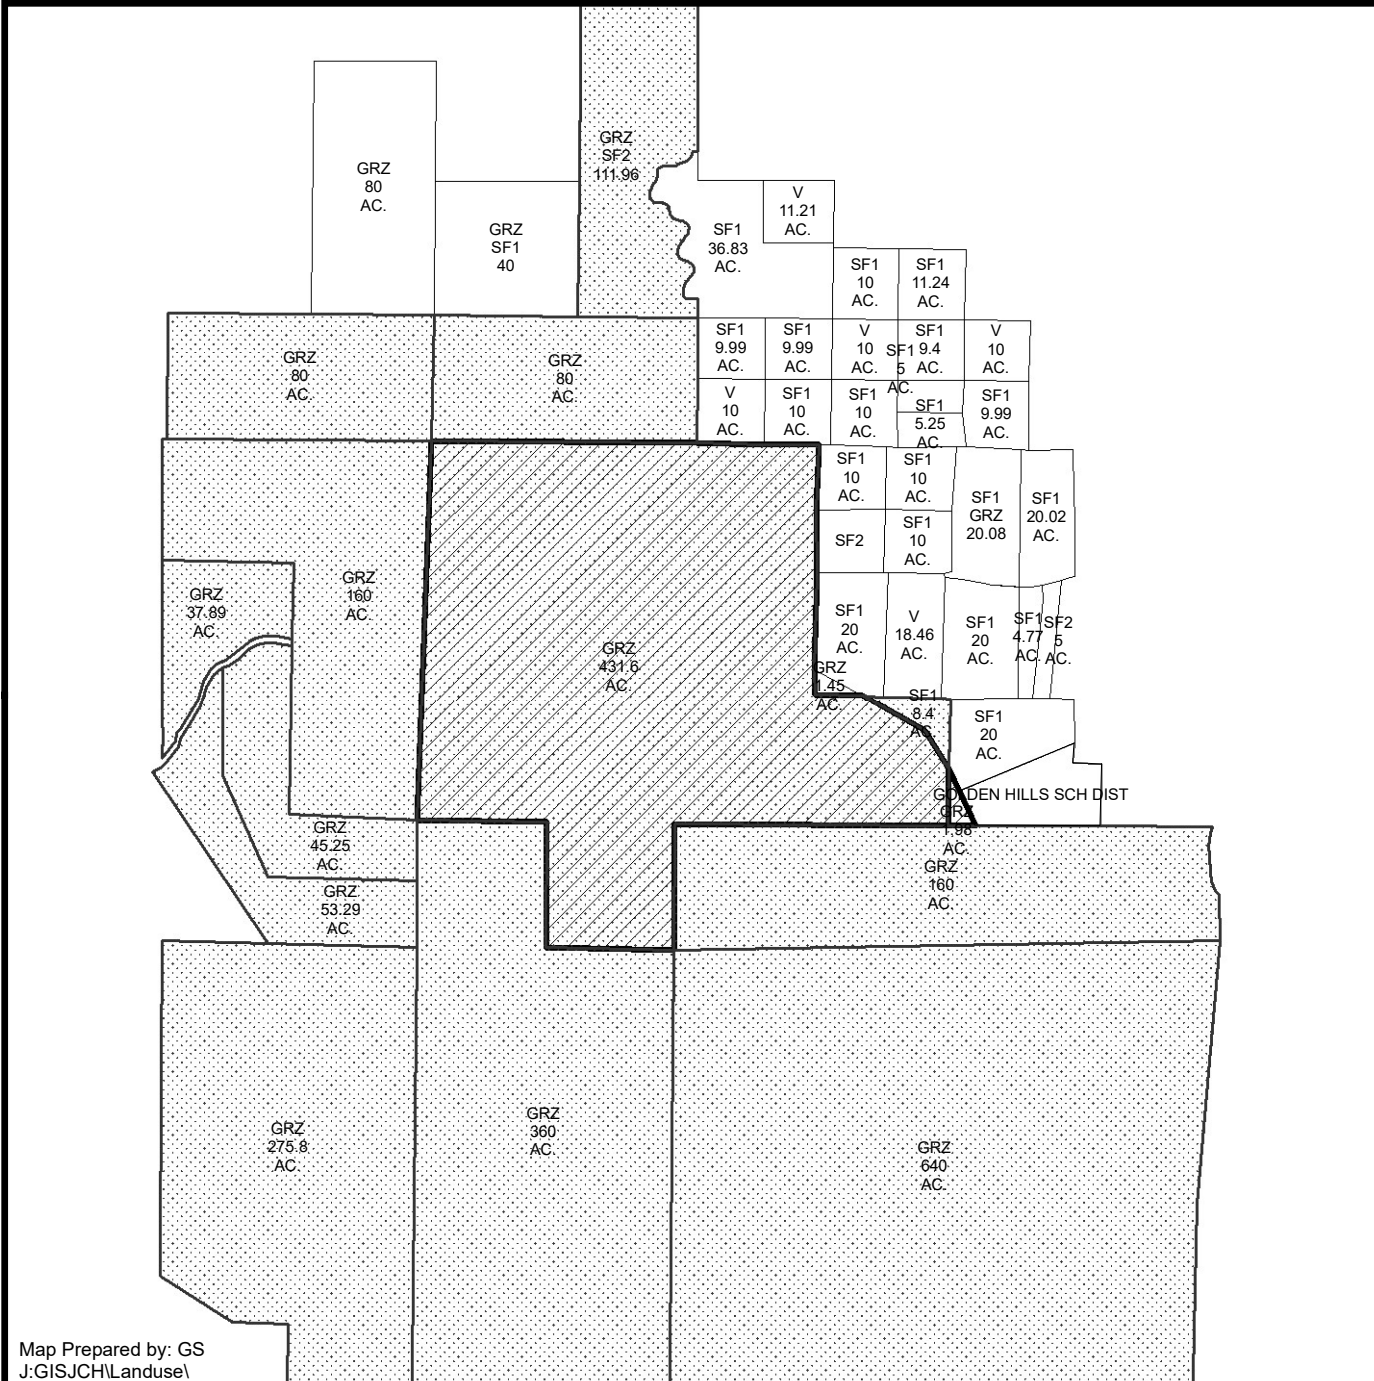 GRZ
SF2
111.96
GRZ
80
AC.
GRZ
SF1
40
V
11.21
AC.
SF1
36.83
AC.
SF1
10
AC.
SF1
11.24
AC.
GRZ
80
AC.
GRZ
80
AC.
SF1
9.99
AC.
SF1
9.99
AC.
V
10
AC.
SF1
5
AC.
SF1
9.4
AC.
V
10
AC.
V
10
AC.
SF1
10
AC.
SF1
10
AC.
SF1
5.25
AC.
SF1
9.99
AC.
SF1
10
AC.
SF1
10
AC.
SF1
GRZ
20.08
SF1
20.02
AC.
SF2
SF1
10
AC.
GRZ
37.89
AC.
GRZ
160
AC.
GRZ
431.6
AC.
SF1
20
AC.
V
18.46
AC.
SF1
20
AC.
SF1
4.77
AC.
SF2
5
AC.
GRZ
1.45
AC.
SF1
8.4
AC.
SF1
20
AC.
GOLDEN HILLS SCH DIST
GRZ
1.98
AC.
GRZ
45.25
AC.
GRZ
53.29
AC.
GRZ
160
AC.
GRZ
275.8
AC.
GRZ
360
AC.
GRZ
640
AC.
Map Prepared by: GS
J:GISJCH\Landuse\